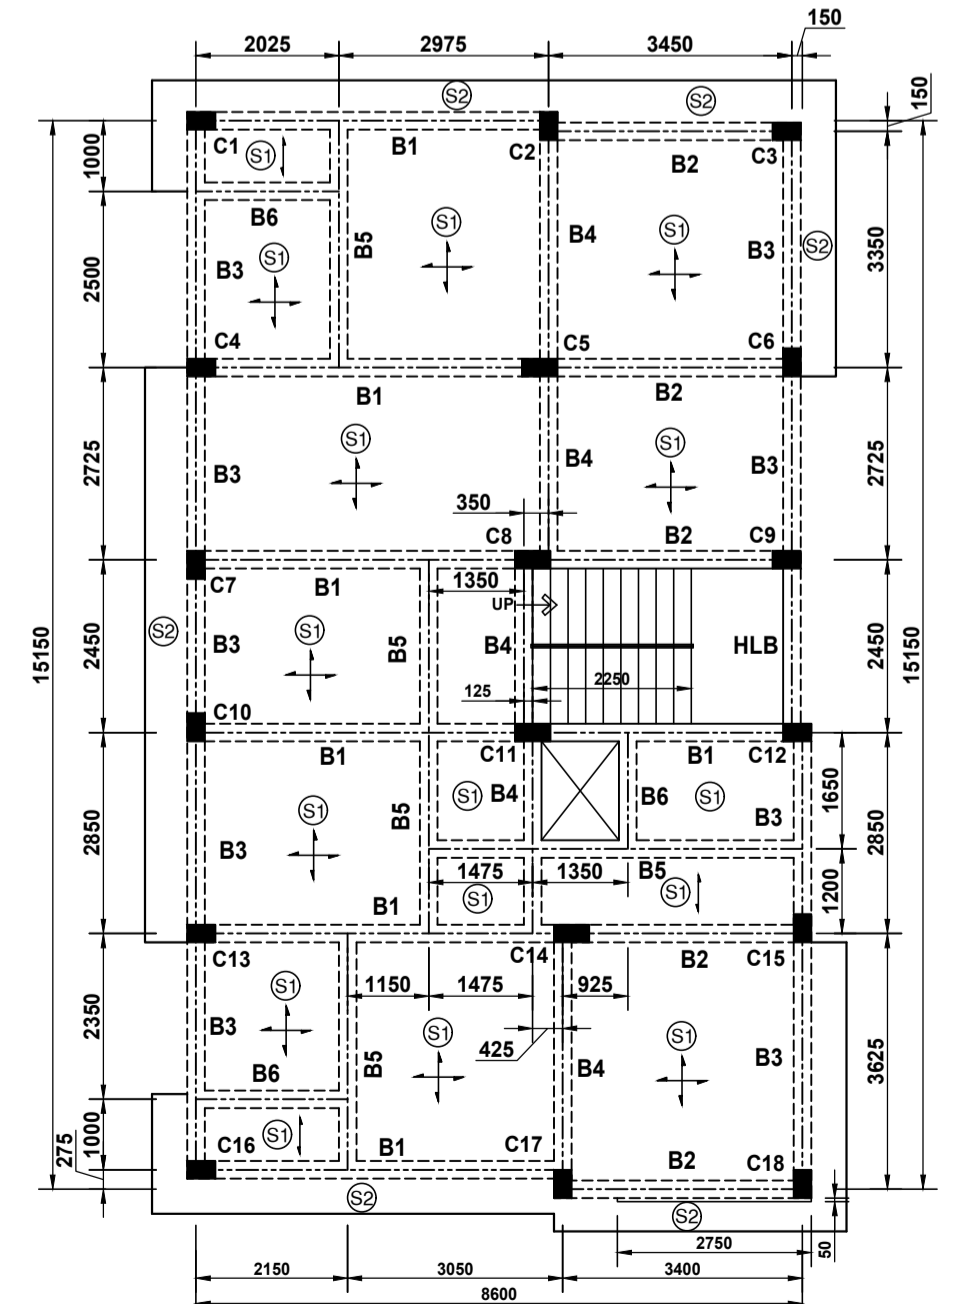 150
2025 2975 3450
150
S2 S2
C1 S1 B1 C2 B2 C3
1000
B6 S1 B4 S1 B3 S2
B5
2500 B3 S1 3350
C4 C5 C6
B1 B2
S1 S1
2725 B3 B4 B3 2725
350
C8 B2 C9
C7 B1 1350
UP
S2 S1
15150 2450 B3 B5 B4 HLB 2450 15150
2250
125
C10
B1 C11 B1 C12
S1 B4 B6 S1 1650
S1 B5 B3
2850 B3 2850
1475 1350 B5
S1 S1 1200
B1
C13 C14 B2 C15
S1 1150 1475 925
2350 B3 S1 S1
425
B5 B4 B3 3625
B6
275 1000 C16 S1 B1 C17 B2 C18
S2 S2
2750 50
2150 3050 3400
8600